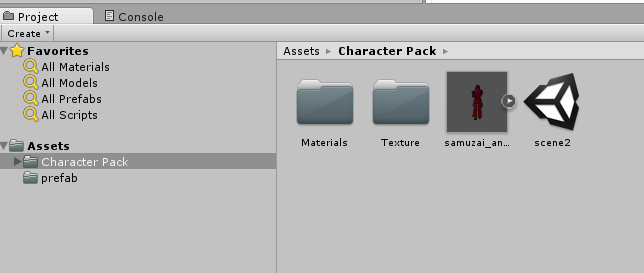 Project
Console
Create
Favorites
All Materials
All Models
All Prefabs
All Scripts
Assets
Character Pack
prefab
Assets Character Pack
Materials
Texture
samuzai_an...
scene2